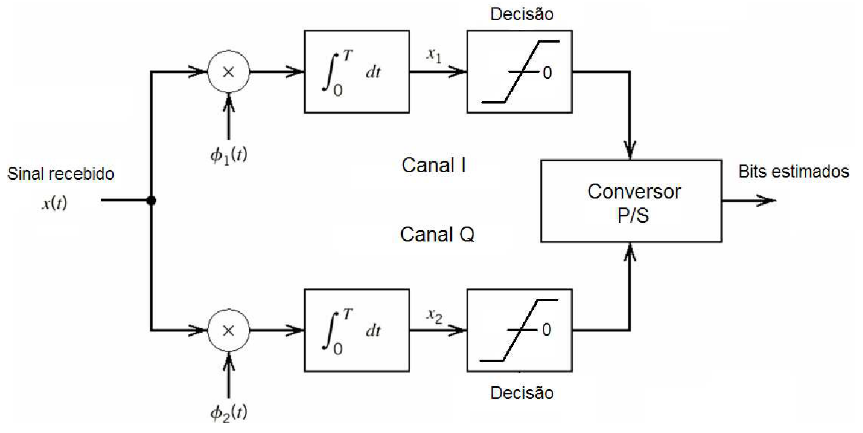 Decisão
×
∫₀ᵀ dt
x₁
0
ϕ₁(t)
Canal I
Sinal recebido
x(t)
Conversor
P/S
Bits estimados
Canal Q
×
∫₀ᵀ dt
x₂
0
Decisão
ϕ₂(t)